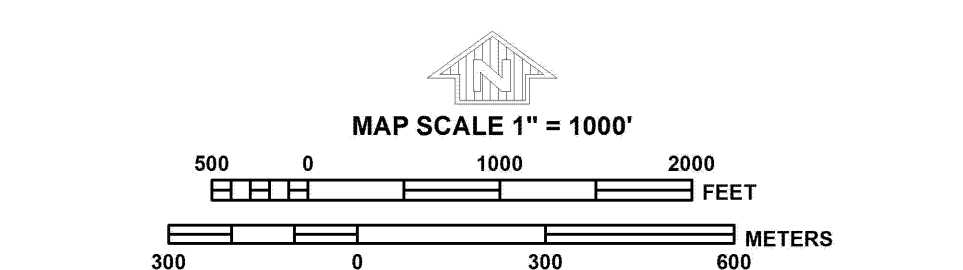 N
MAP SCALE 1" = 1000'
500 0 1000 2000
FEET
METERS
300 0 300 600